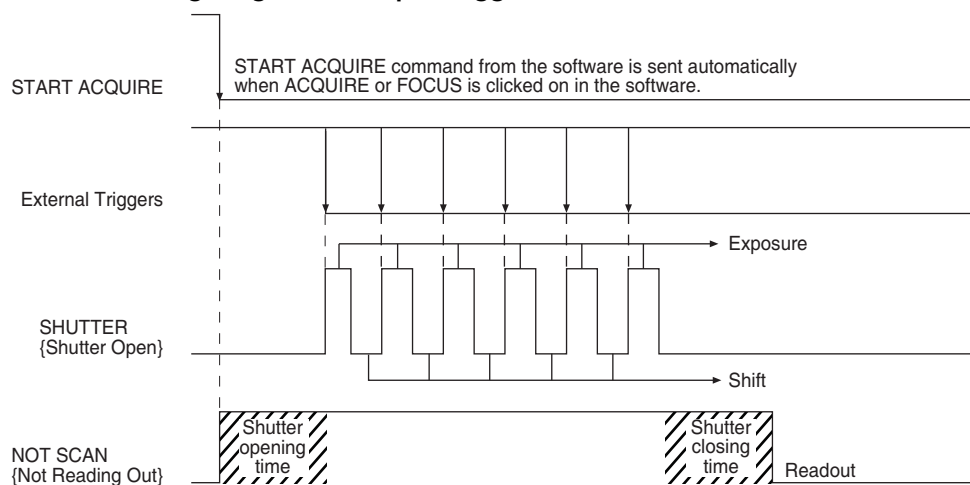 START ACQUIRE
START ACQUIRE command from the software is sent automatically
when ACQUIRE or FOCUS is clicked on in the software.
External Triggers
Exposure
SHUTTER
{Shutter Open}
Shift
NOT SCAN
{Not Reading Out}
Shutter
opening
time
Shutter
closing
time
Readout